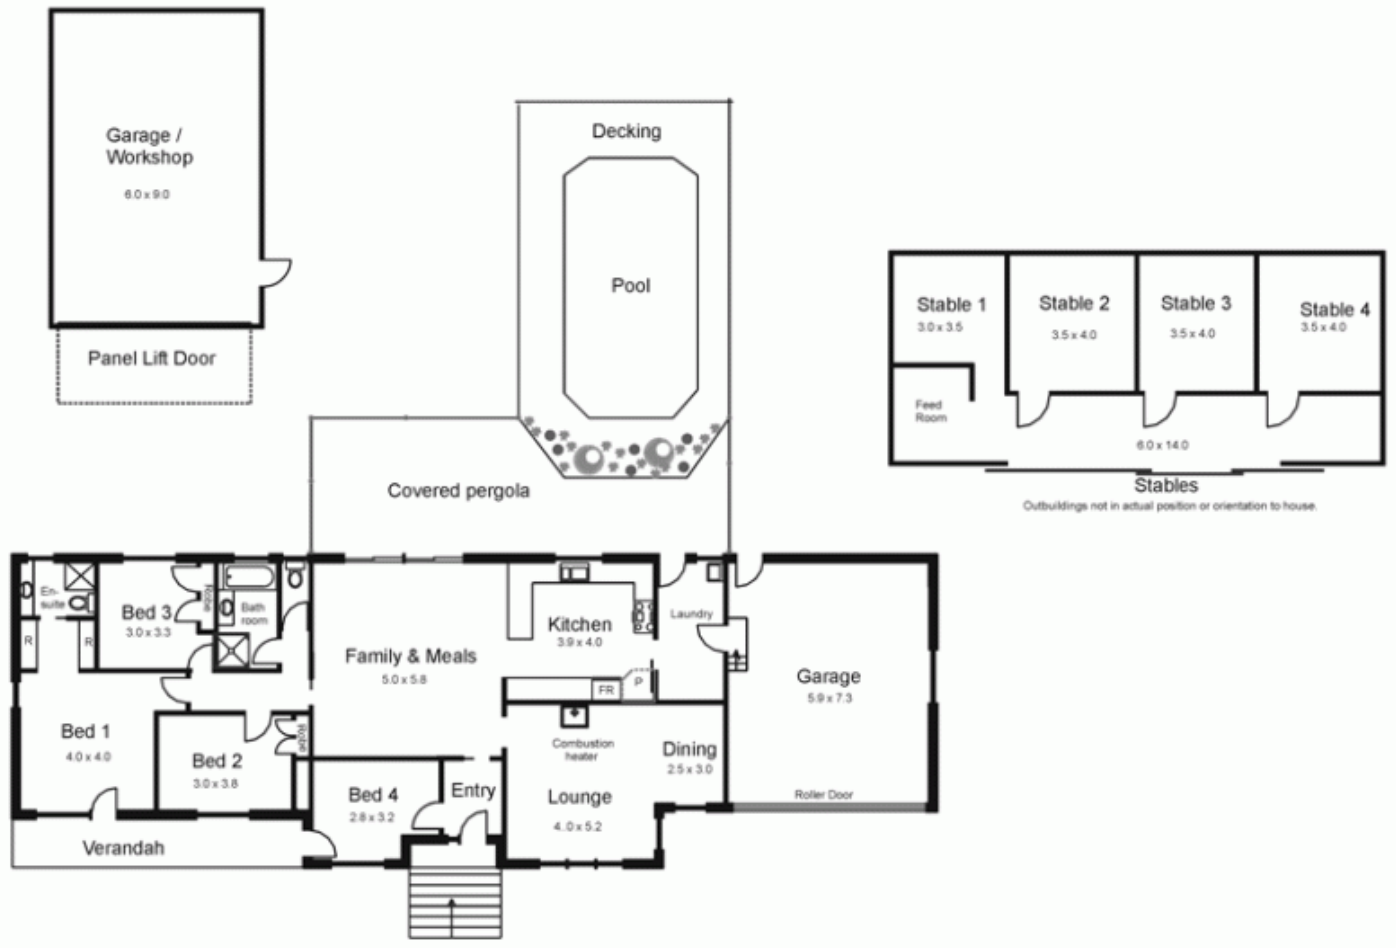 Garage /
Workshop
6.0 x 9.0
Panel Lift Door
Decking
Pool
Covered pergola
Stable 1
3.0 x 3.5
Stable 2
3.5 x 4.0
Stable 3
3.5 x 4.0
Stable 4
3.5 x 4.0
Feed
Room
6.0 x 14.0
Stables
Outbuildings not in actual position or orientation to house.
En-
suite
R
R
Bed 3
3.0 x 3.3
Robe
Bath
room
Family & Meals
5.0 x 5.8
Kitchen
3.9 x 4.0
FR
P
Laundry
Garage
5.9 x 7.3
Roller Door
Bed 1
4.0 x 4.0
Bed 2
3.0 x 3.8
Robe
Bed 4
2.8 x 3.2
Entry
Combustion
heater
Lounge
4..0 x 5.2
Dining
2.5 x 3.0
Verandah